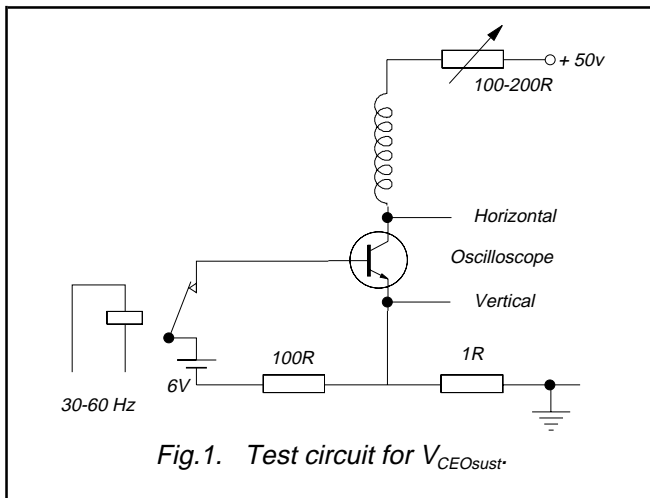 + 50v
100-200R
Horizontal
Oscilloscope
Vertical
100R
1R
6V
30-60 Hz
Fig.1. Test circuit for VCEOsust.